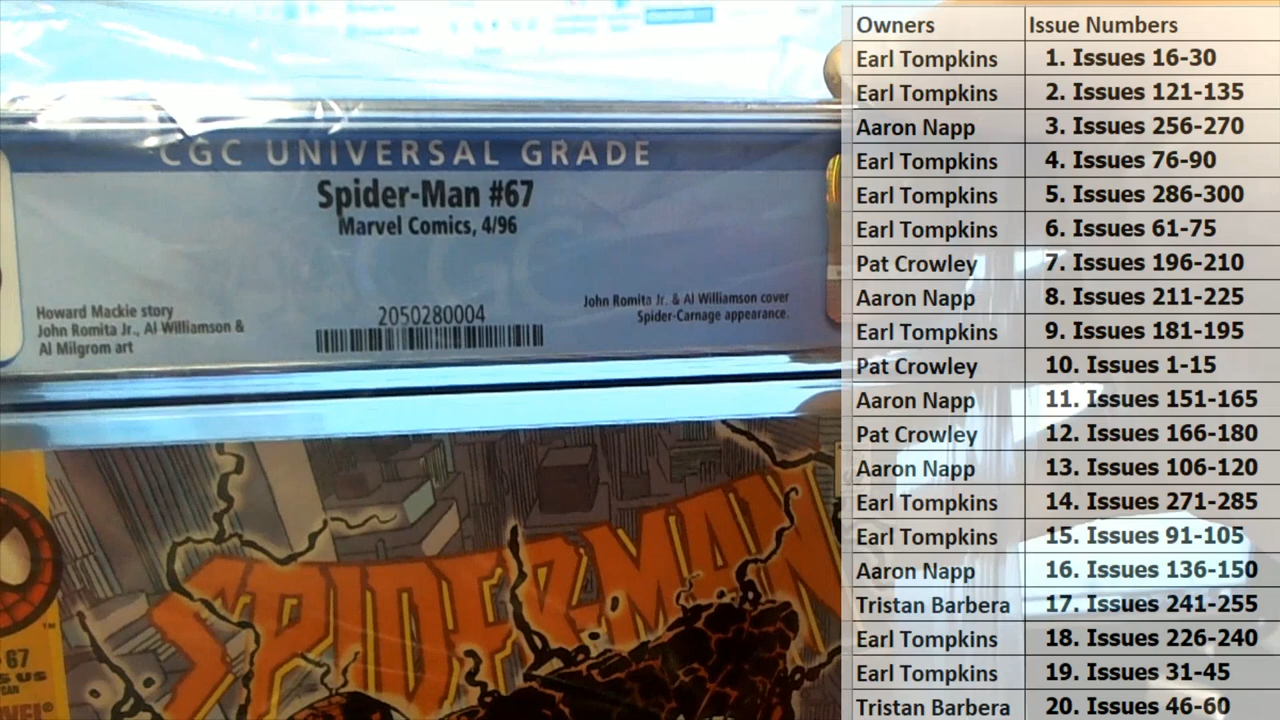 CGC UNIVERSAL GRADE
Spider-Man #67
Marvel Comics, 4/96
Howard Mackie story
John Romita Jr., Al Williamson &
Al Milgrom art
2050280004
John Romita Jr. & Al Williamson cover
Spider-Carnage appearance.
SPIDER-MAN
TM
67
US
CAN
Owners Issue Numbers
Earl Tompkins 1. Issues 16-30
Earl Tompkins 2. Issues 121-135
Aaron Napp 3. Issues 256-270
Earl Tompkins 4. Issues 76-90
Earl Tompkins 5. Issues 286-300
Earl Tompkins 6. Issues 61-75
Pat Crowley 7. Issues 196-210
Aaron Napp 8. Issues 211-225
Earl Tompkins 9. Issues 181-195
Pat Crowley 10. Issues 1-15
Aaron Napp 11. Issues 151-165
Pat Crowley 12. Issues 166-180
Aaron Napp 13. Issues 106-120
Earl Tompkins 14. Issues 271-285
Earl Tompkins 15. Issues 91-105
Aaron Napp 16. Issues 136-150
Tristan Barbera 17. Issues 241-255
Earl Tompkins 18. Issues 226-240
Earl Tompkins 19. Issues 31-45
Tristan Barbera 20. Issues 46-60